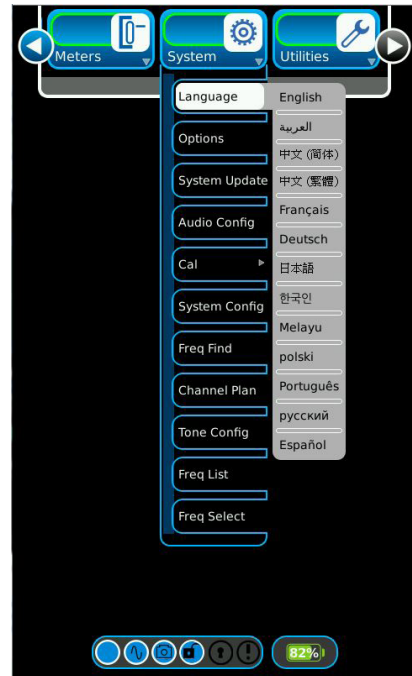 Meters
System
Utilities
Language
Options
System Update
Audio Config
Cal
System Config
Freq Find
Channel Plan
Tone Config
Freq List
Freq Select
English
العربية
中文 (简体)
中文 (繁體)
Français
Deutsch
日本語
한국인
Melayu
polski
Português
русский
Español
82%